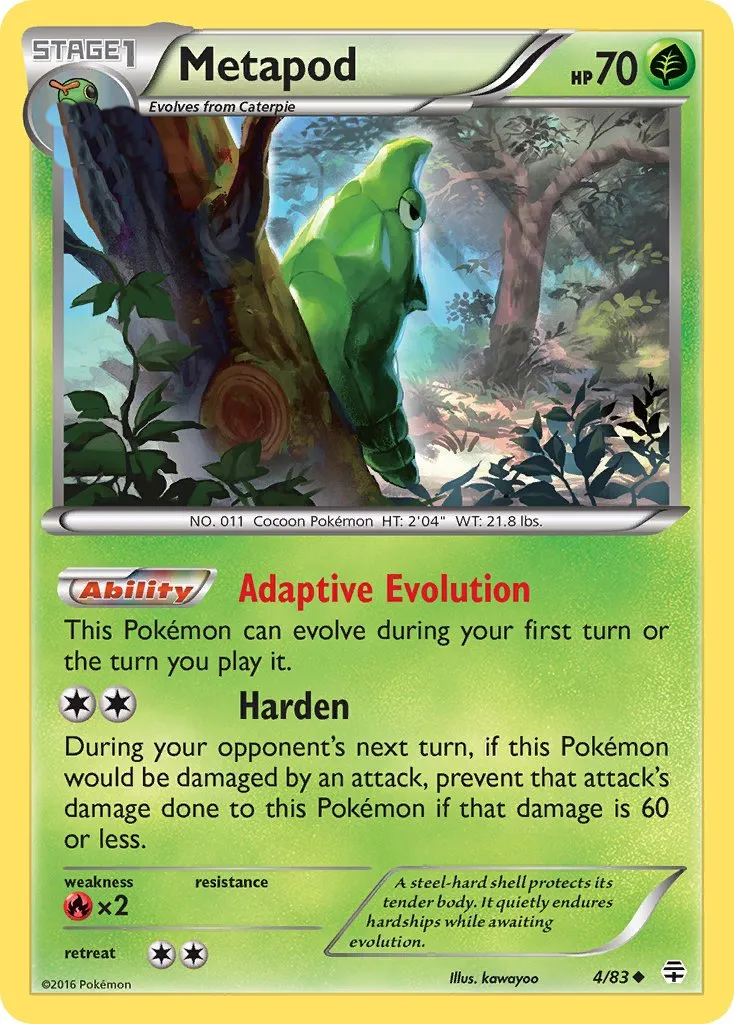 STAGE1
Metapod
HP 70
Evolves from Caterpie
NO. 011 Cocoon Pokémon HT: 2'04" WT: 21.8 lbs.
Ability Adaptive Evolution
This Pokémon can evolve during your first turn or
the turn you play it.
Harden
During your opponent's next turn, if this Pokémon
would be damaged by an attack, prevent that attack's
damage done to this Pokémon if that damage is 60
or less.
weakness resistance
×2
A steel-hard shell protects its
tender body. It quietly endures
hardships while awaiting
evolution.
retreat
©2016 Pokémon
Illus. kawayoo
4/83